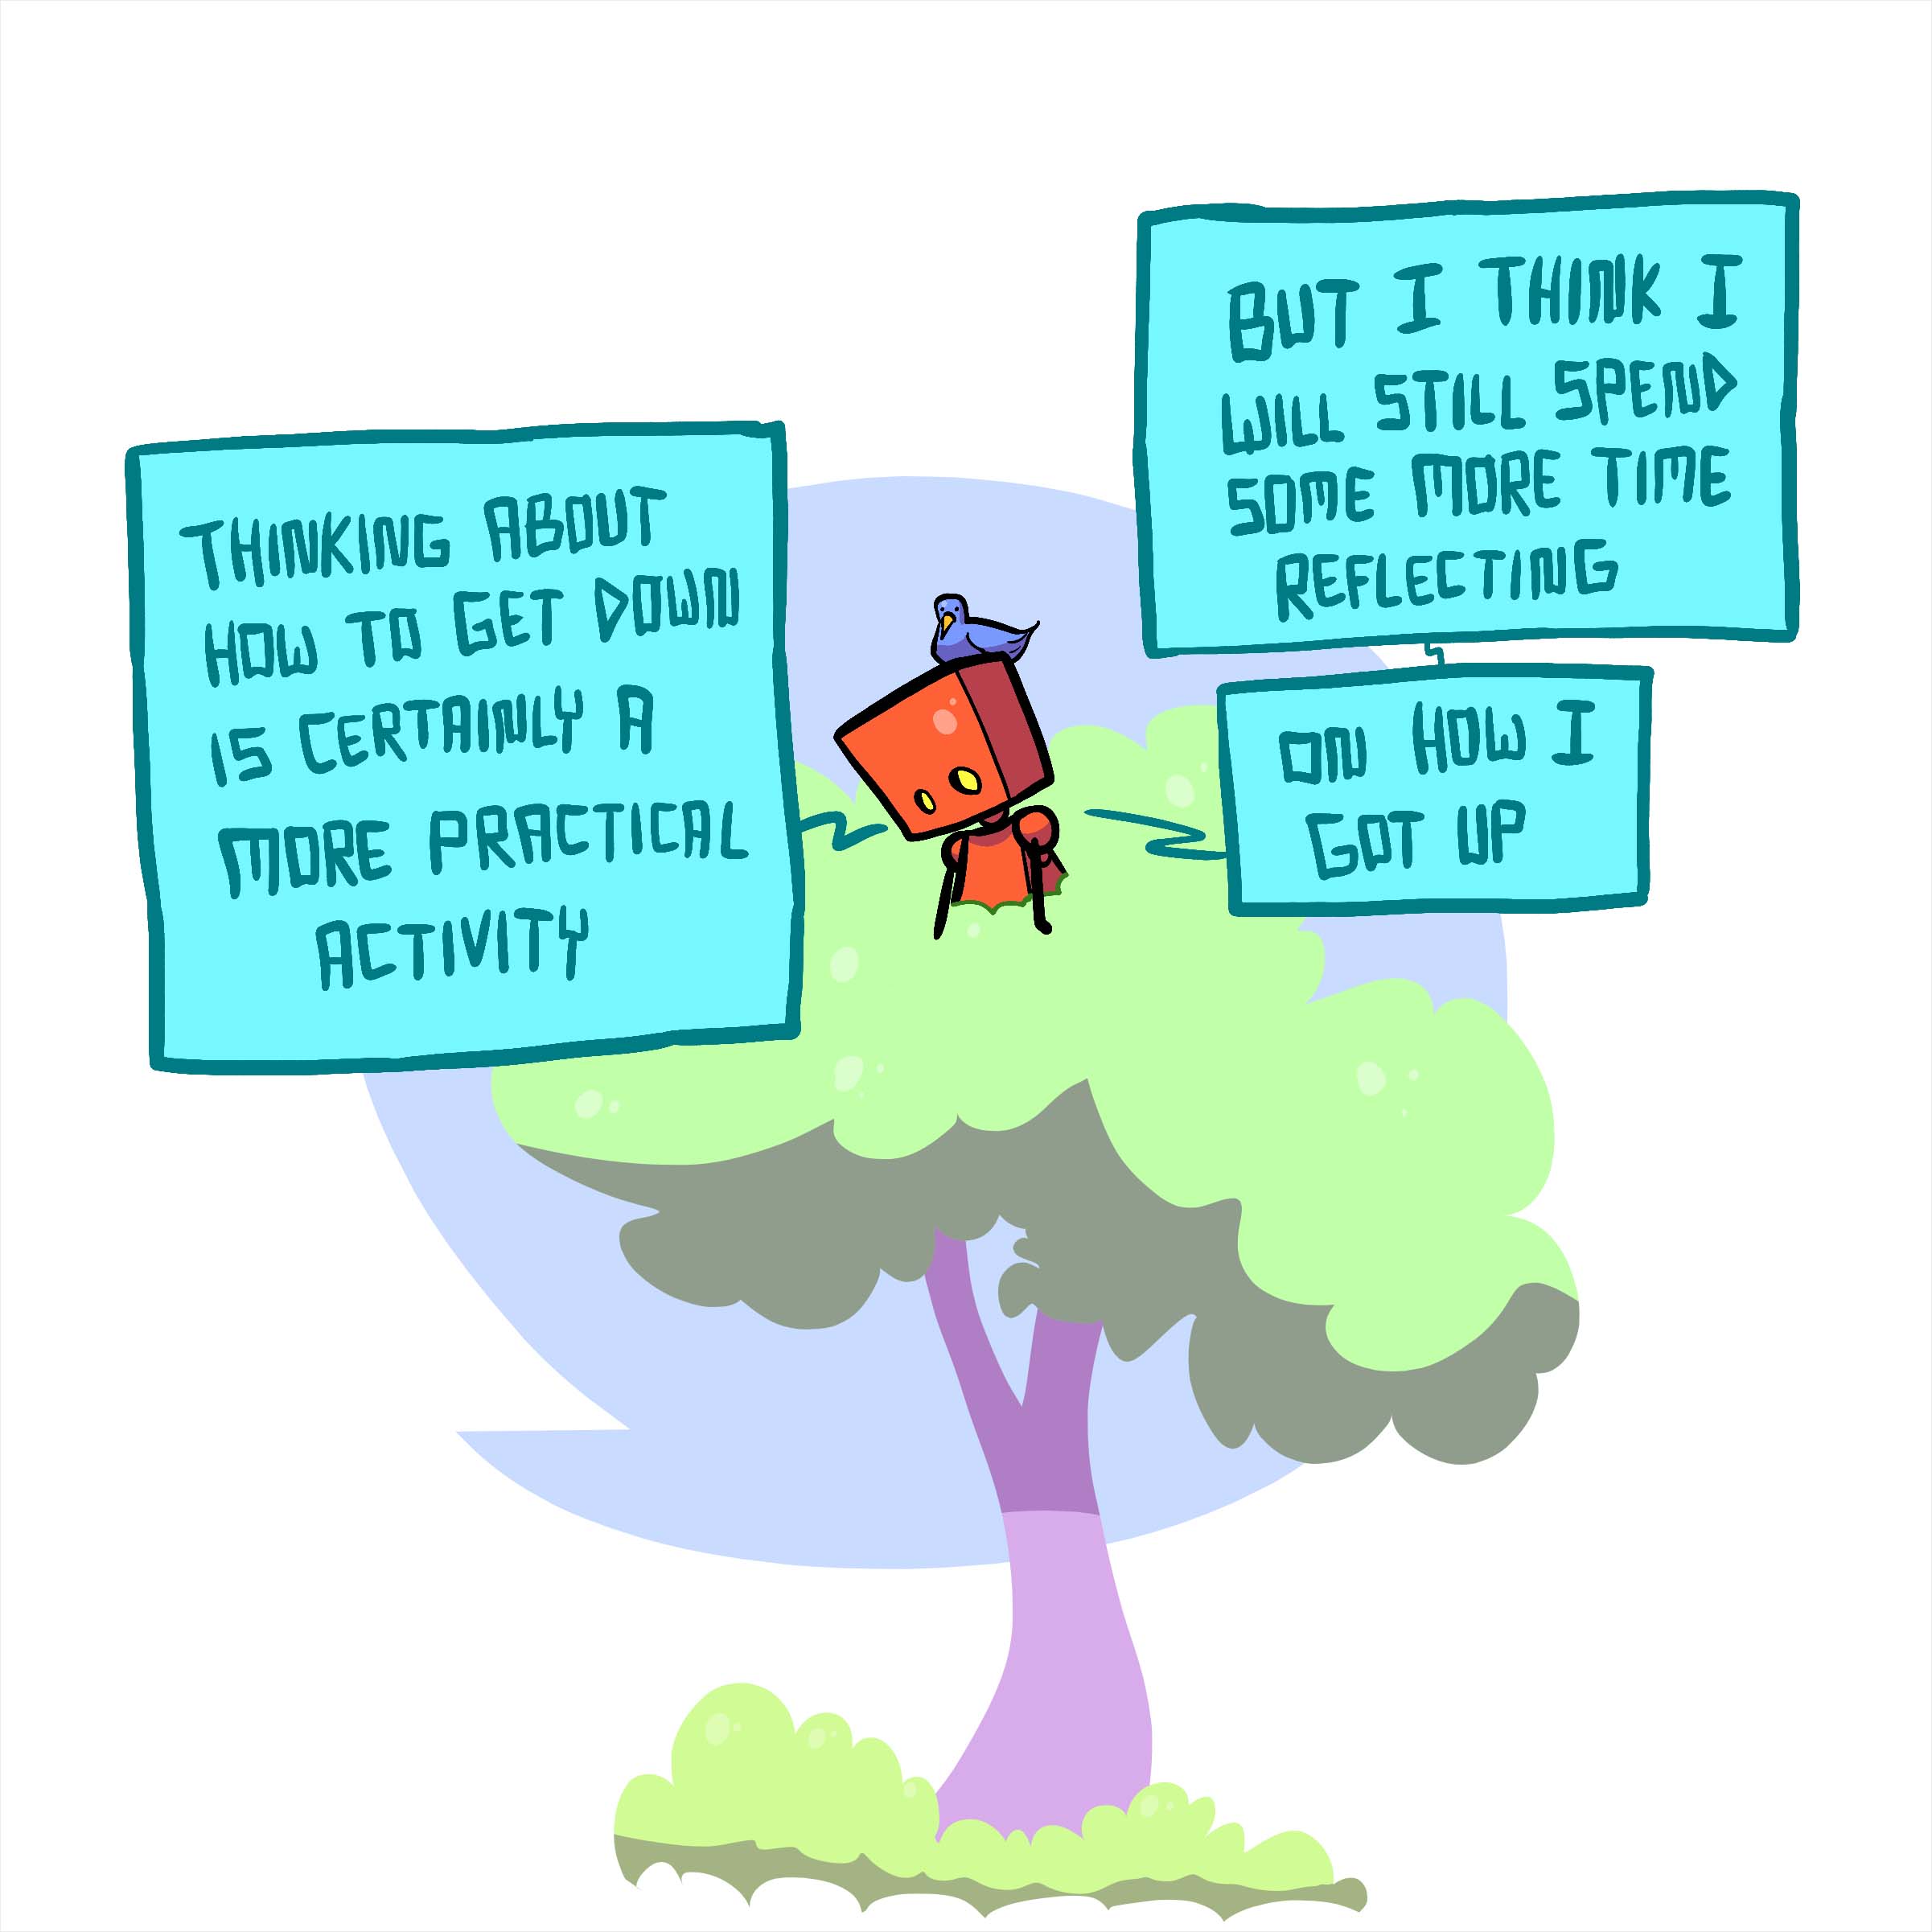 THINKING ABOUT
HOW TO GET DOWN
IS CERTAINLY A
MORE PRACTICAL
ACTIVITY
BUT I THINK I
WILL STILL SPEND
SOME MORE TIME
REFLECTING
ON HOW I
GOT UP